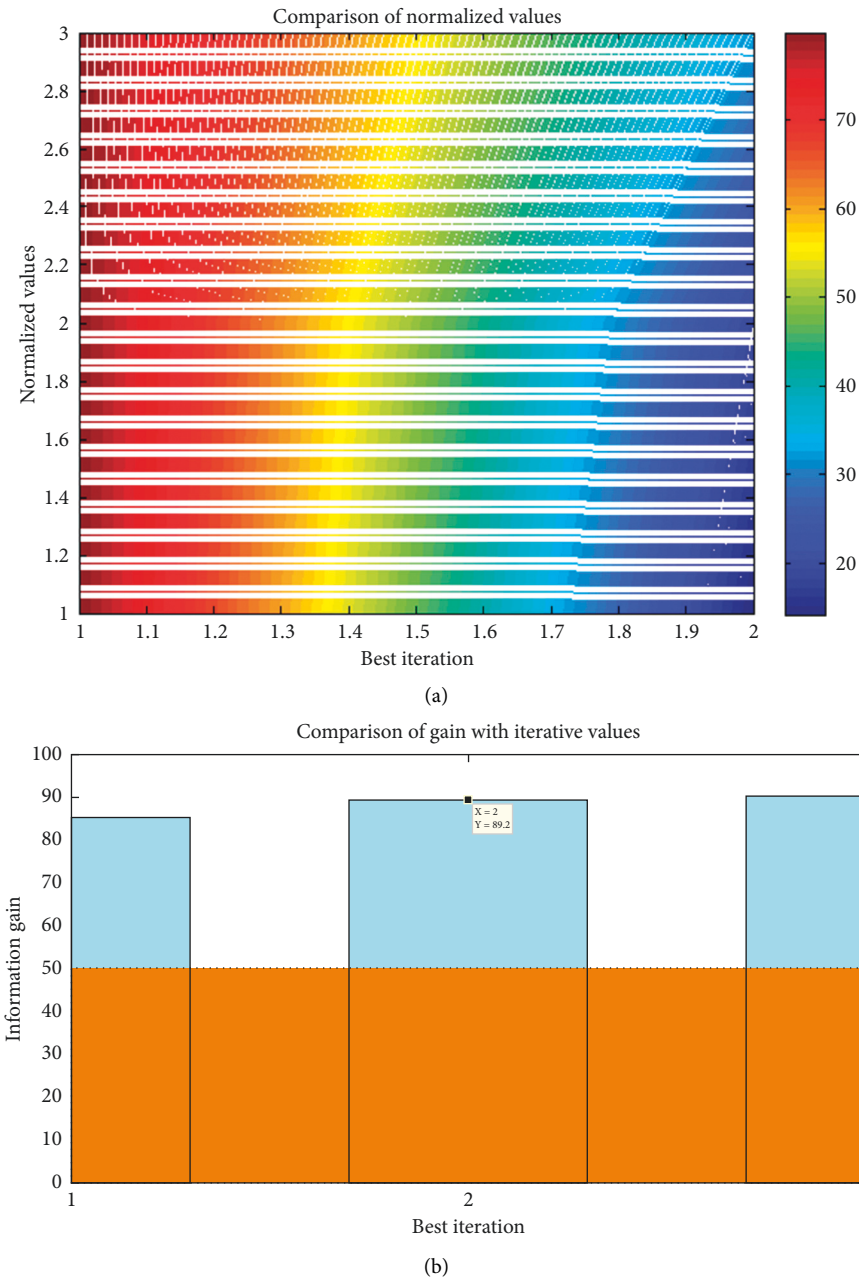 Comparison of normalized values
3
2.8
2.6
2.4
2.2
2
1.8
1.6
1.4
1.2
1
Normalized values
1 1.1 1.2 1.3 1.4 1.5 1.6 1.7 1.8 1.9 2
Best iteration
70
60
50
40
30
20
(a)
Comparison of gain with iterative values
100
90
80
70
60
50
40
30
20
10
0
Information gain
X = 2
Y = 89.2
1 2
Best iteration
(b)